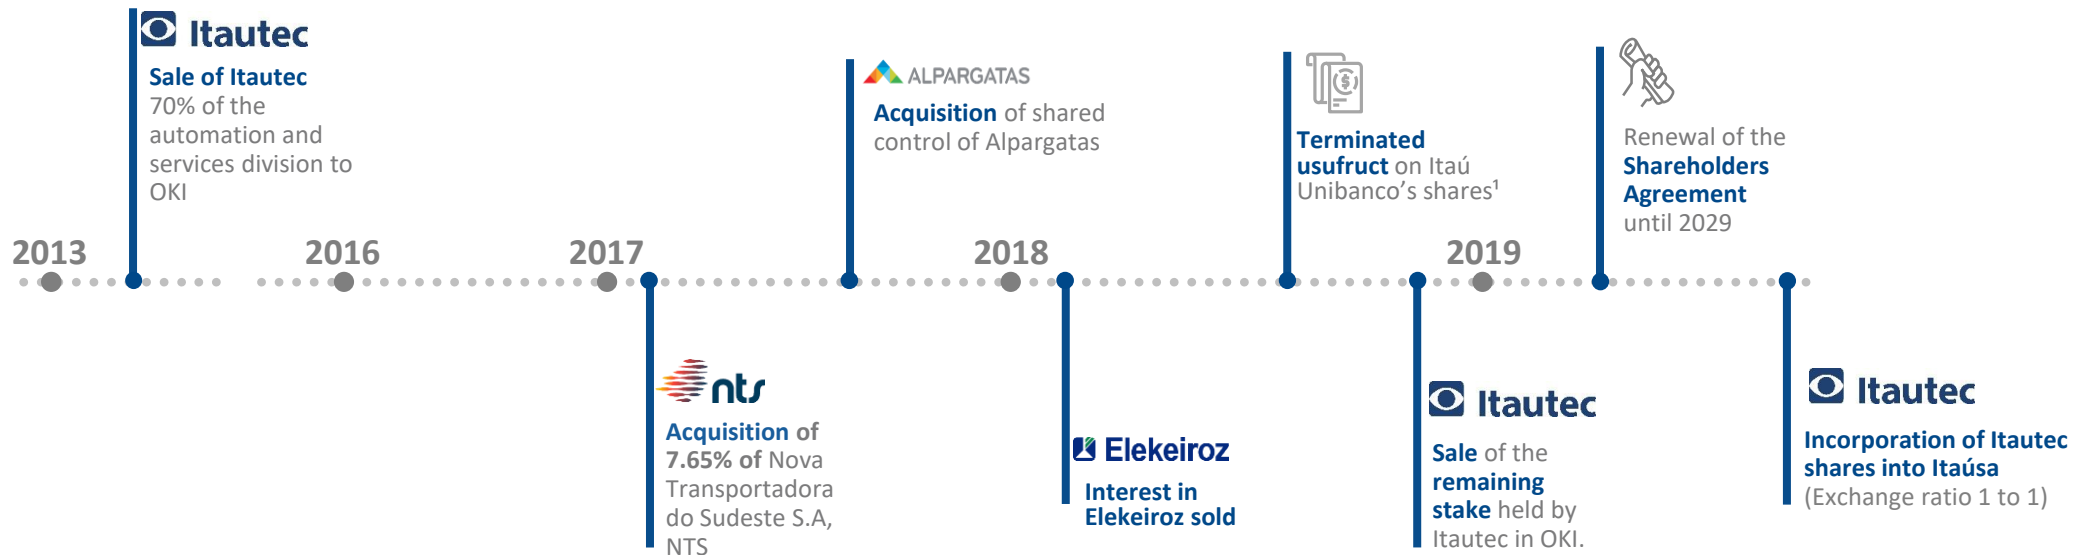 Itautec
Sale of Itautec
70% of the
automation and
services division to
OKI
ALPARGATAS
Acquisition of shared
control of Alpargatas
Terminated
usufruct on Itaú
Unibanco’s shares¹
Renewal of the
Shareholders
Agreement
until 2029
2013
2016
2017
2018
2019
nts
Acquisition of
7.65% of Nova
Transportadora
do Sudeste S.A,
NTS
Elekeiroz
Interest in
Elekeiroz sold
Itautec
Sale of the
remaining
stake held by
Itautec in OKI.
Itautec
Incorporation of Itautec
shares into Itaúsa
(Exchange ratio 1 to 1)